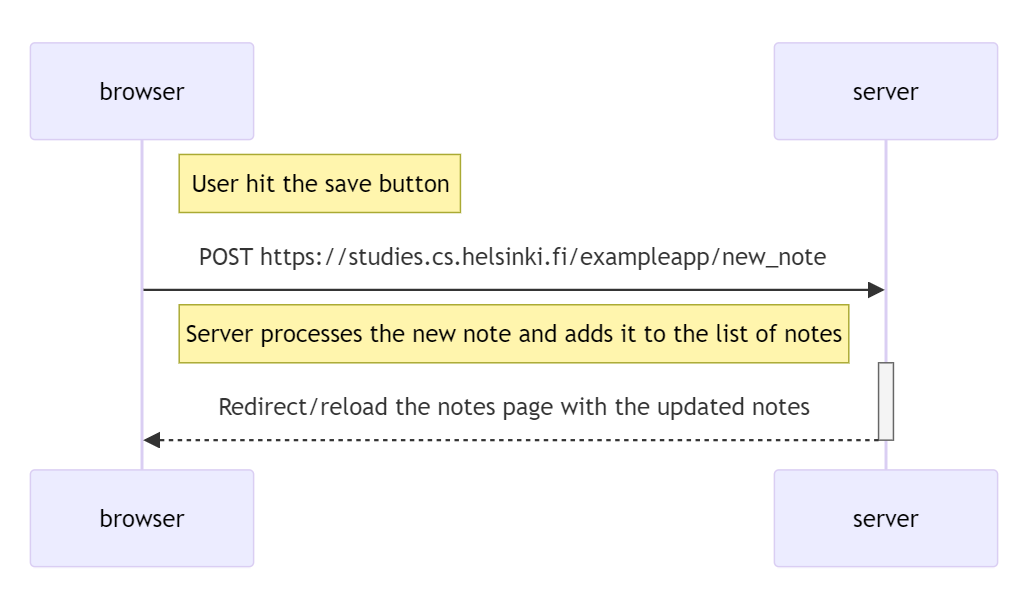 browser
server
User hit the save button
POST https://studies.cs.helsinki.fi/exampleapp/new_note
Server processes the new note and adds it to the list of notes
Redirect/reload the notes page with the updated notes
browser
server